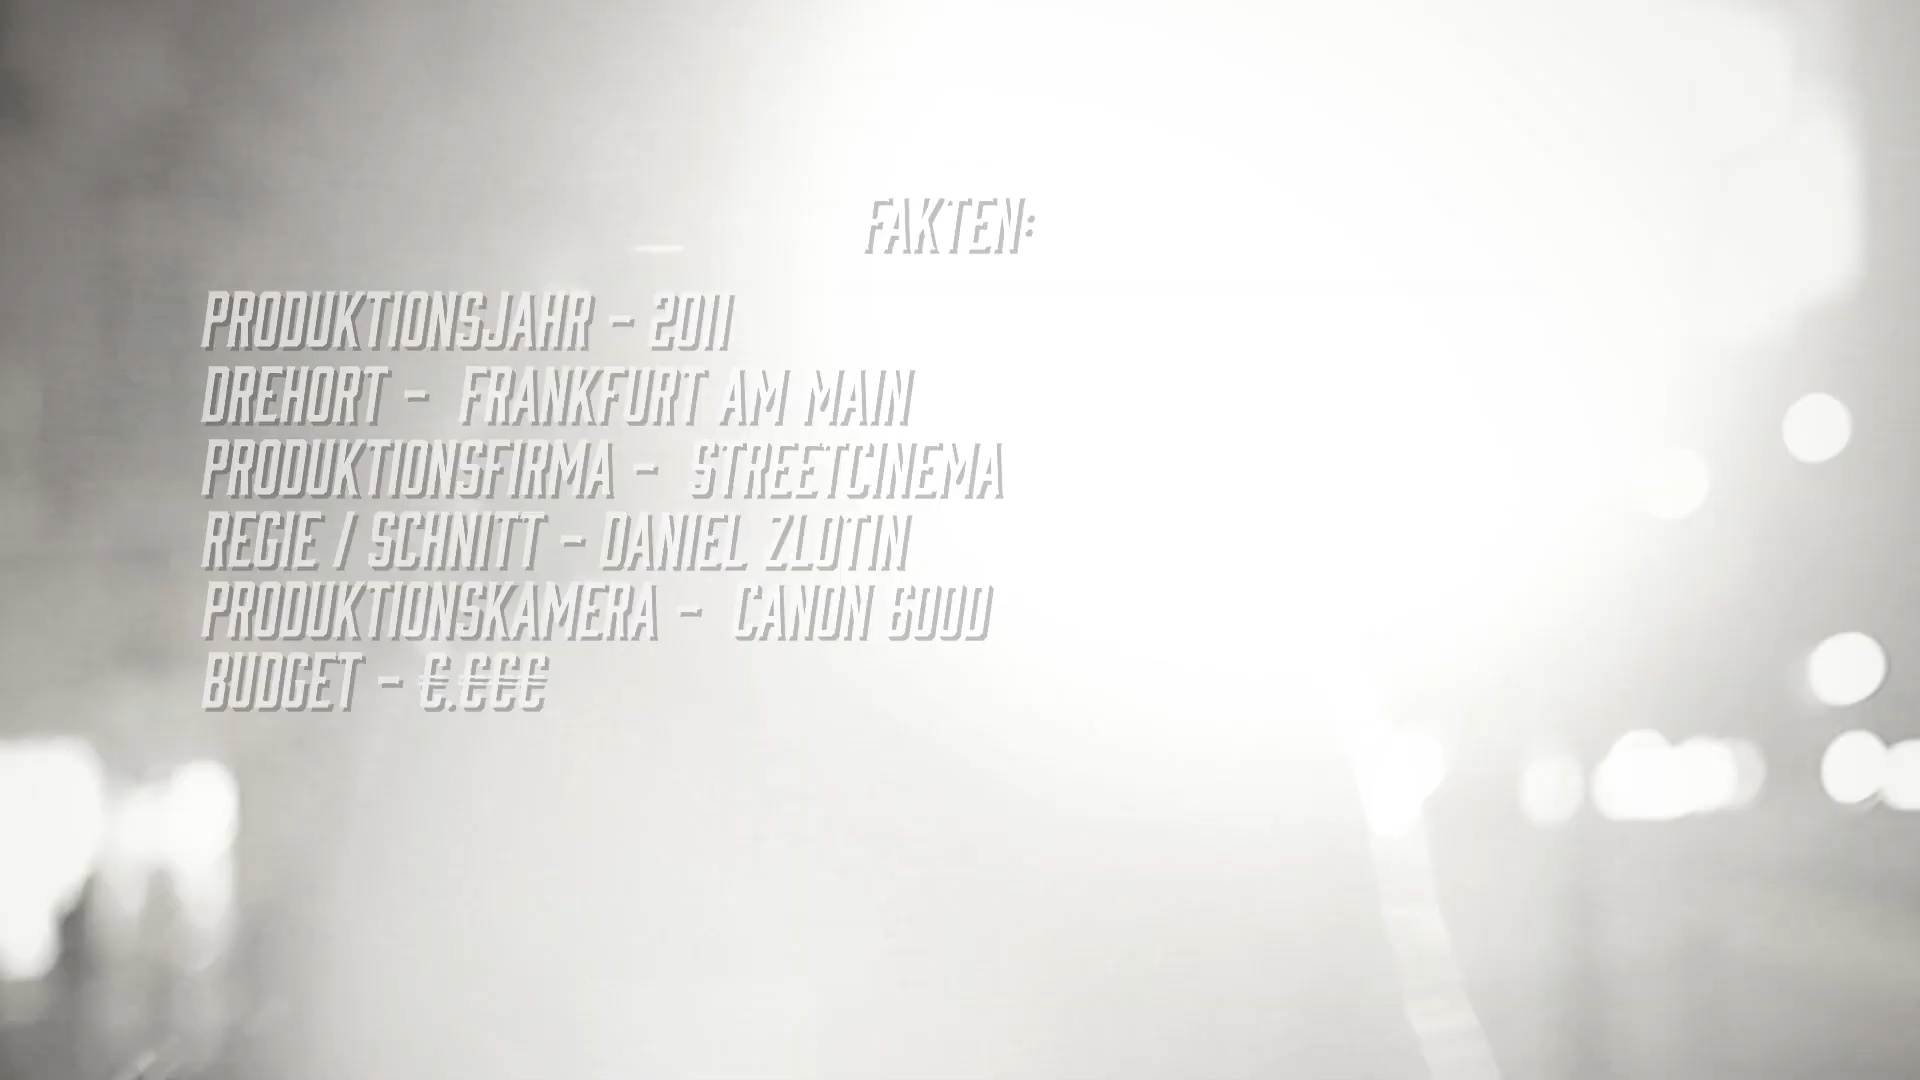 FAKTEN:
PRODUKTIONSJAHR - 2011
DREHORT - FRANKFURT AM MAIN
PRODUKTIONSFIRMA - STREETCINEMA
REGIE / SCHNITT - DANIEL ZLOTIN
PRODUKTIONSKAMERA - CANON 600D
BUDGET - €.€€€